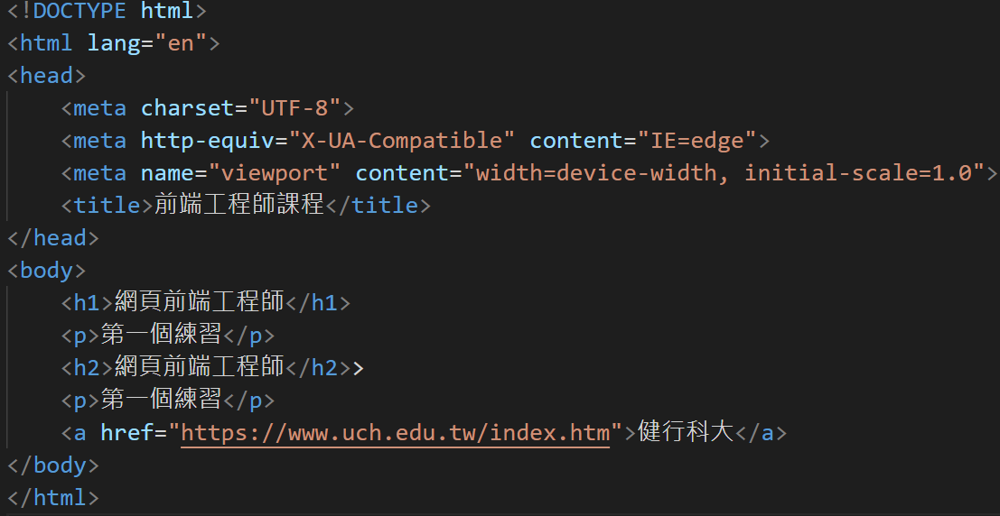 <!DOCTYPE html>
<html lang="en">
<head>
    <meta charset="UTF-8">
    <meta http-equiv="X-UA-Compatible" content="IE=edge">
    <meta name="viewport" content="width=device-width, initial-scale=1.0">
    <title>前端工程師課程</title>
</head>
<body>
    <h1>網頁前端工程師</h1>
    <p>第一個練習</p>
    <h2>網頁前端工程師</h2>>
    <p>第一個練習</p>
    <a href="https://www.uch.edu.tw/index.htm">健行科大</a>
</body>
</html>